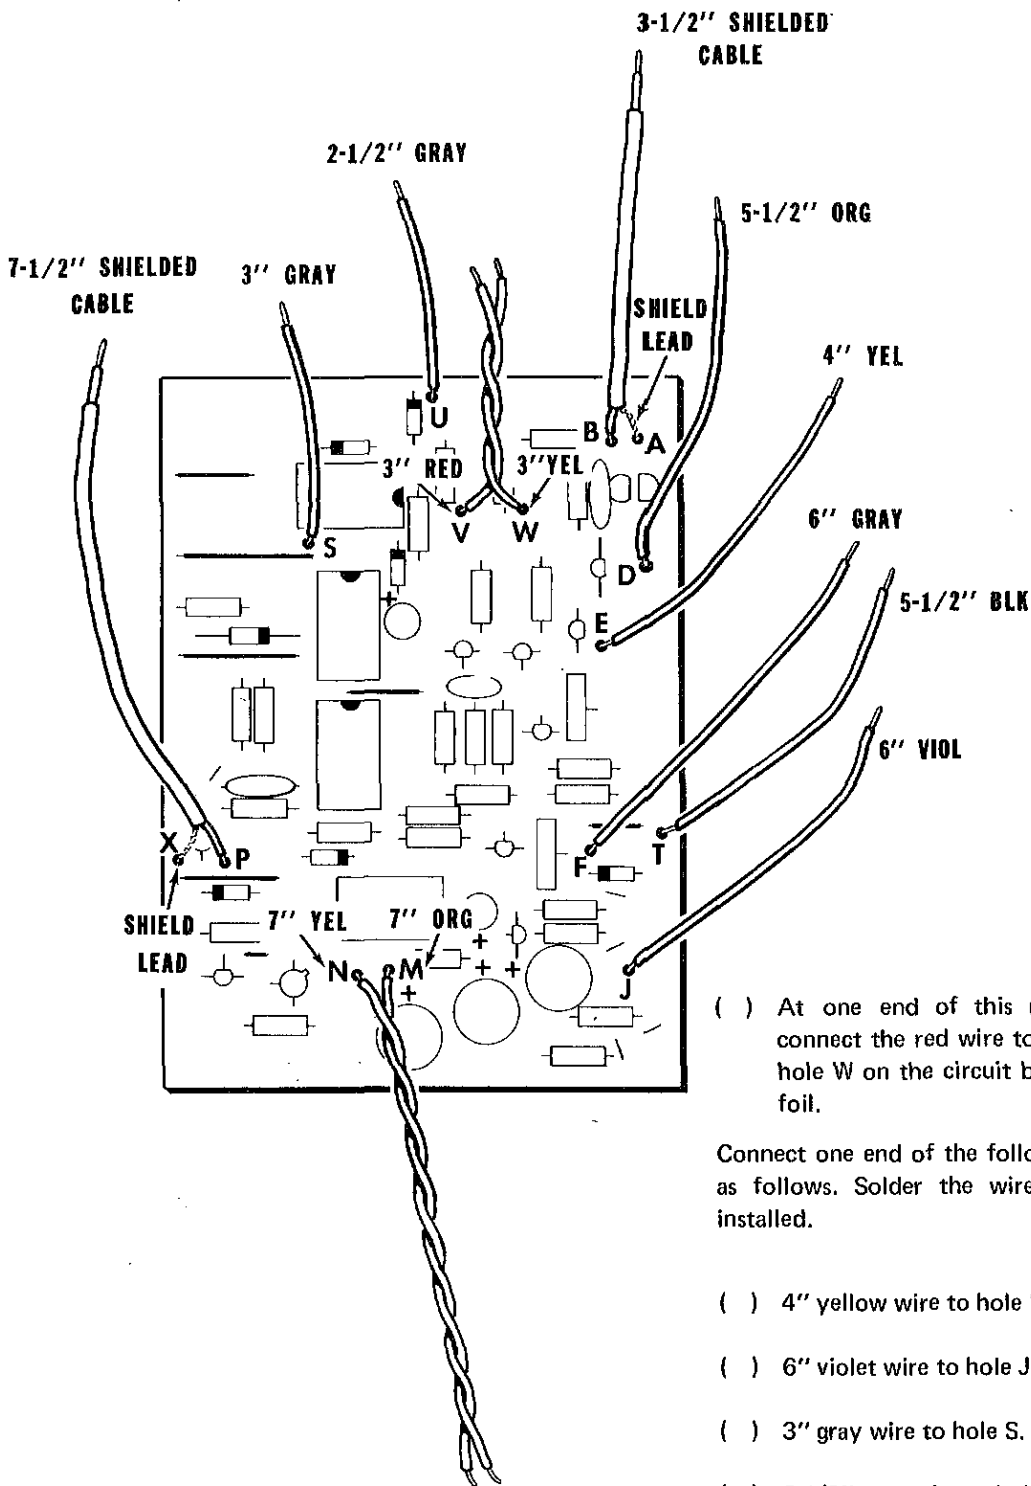 3-1/2" SHIELDED
CABLE
2-1/2" GRAY
5-1/2" ORG
7-1/2" SHIELDED
CABLE
3" GRAY
SHIELD
LEAD
4" YEL
U
B
A
3" RED
3" YEL
V
W
S
6" GRAY
D
5-1/2" BLK
+
E
6" VIOL
X
P
F
T
SHIELD
LEAD
7" YEL
7" ORG
+
+
+
N
M
+
J
( ) At one end of this
connect the red wire to
hole W on the circuit
foil.
Connect one end of the
as follows. Solder the
installed.
( ) 4" yellow wire to hole
( ) 6" violet wire to hole J
( ) 3" gray wire to hole S.